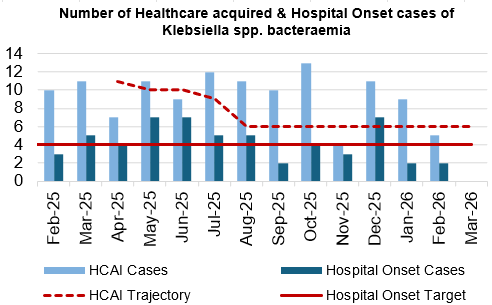 Number of Healthcare acquired & Hospital Onset cases of
Klebsiella spp. bacteraemia
14
12
10
8
6
4
2
0
Feb-25
Mar-25
Apr-25
May-25
Jun-25
Jul-25
Aug-25
Sep-25
Oct-25
Nov-25
Dec-25
Jan-26
Feb-26
Mar-26
HCAI Cases
Hospital Onset Cases
HCAI Trajectory
Hospital Onset Target